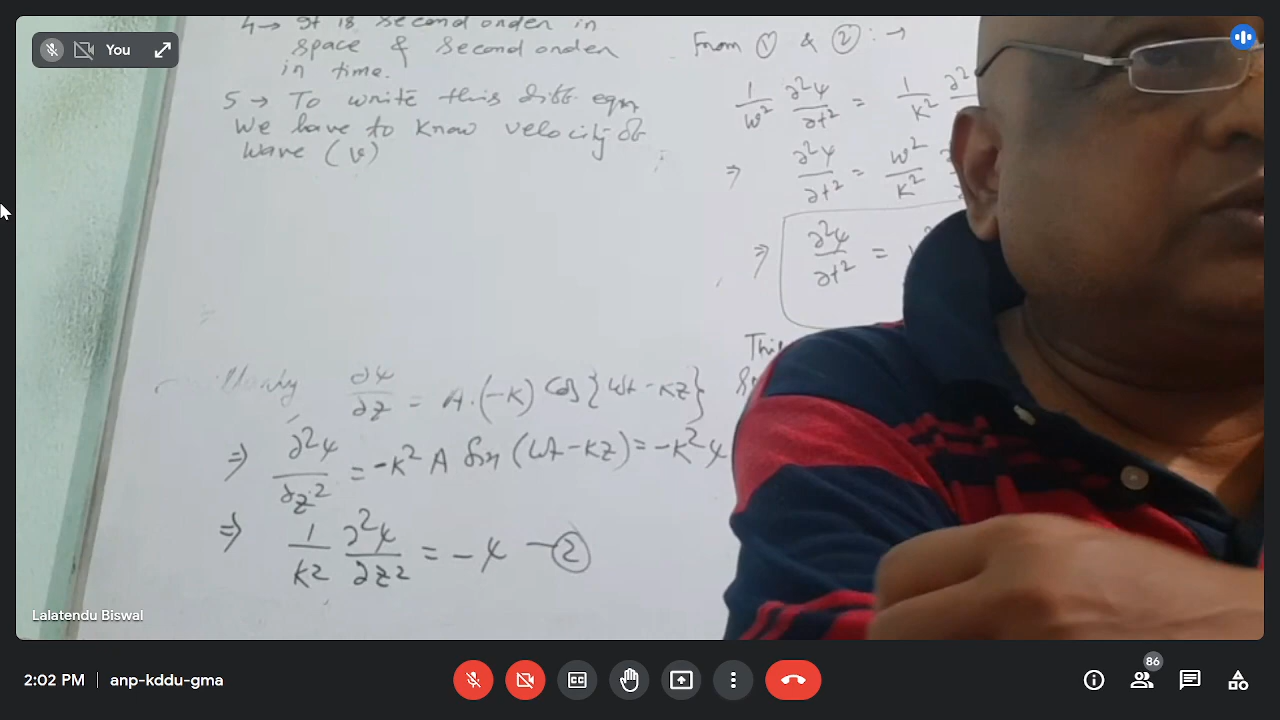 You
4 → It is second order in
space & second order
in time.
5 → To write this diff. eqn
We have to know velocity of
wave (v)
From ① & ② : →
1/w² ∂²ψ/∂t² = 1/k² ∂²
⇒ ∂²ψ/∂t² = w²/k²
⇒ ∂²ψ/∂t² =
This
∂ψ/∂z = A.(-k) Cos{wt - kz}
⇒ ∂²ψ/∂z² = -k² A Sin (wt - kz) = -k²ψ
⇒ 1/k² ∂²ψ/∂z² = -ψ — ②
Lalatendu Biswal
2:02 PM | anp-kddu-gma
86